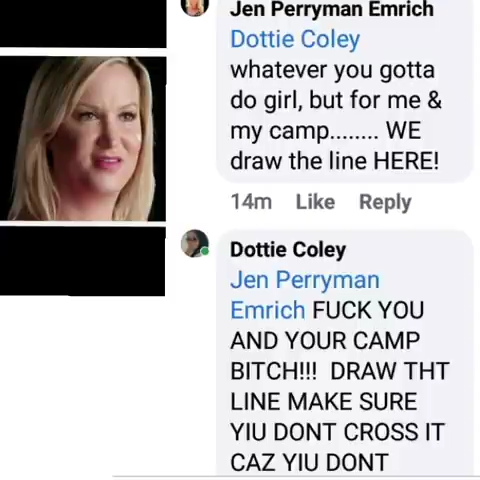 Jen Perryman Emrich
Dottie Coley
whatever you gotta
do girl, but for me &
my camp........ WE
draw the line HERE!
14m Like Reply
Dottie Coley
Jen Perryman
Emrich FUCK YOU
AND YOUR CAMP
BITCH!!! DRAW THT
LINE MAKE SURE
YIU DONT CROSS IT
CAZ YIU DONT